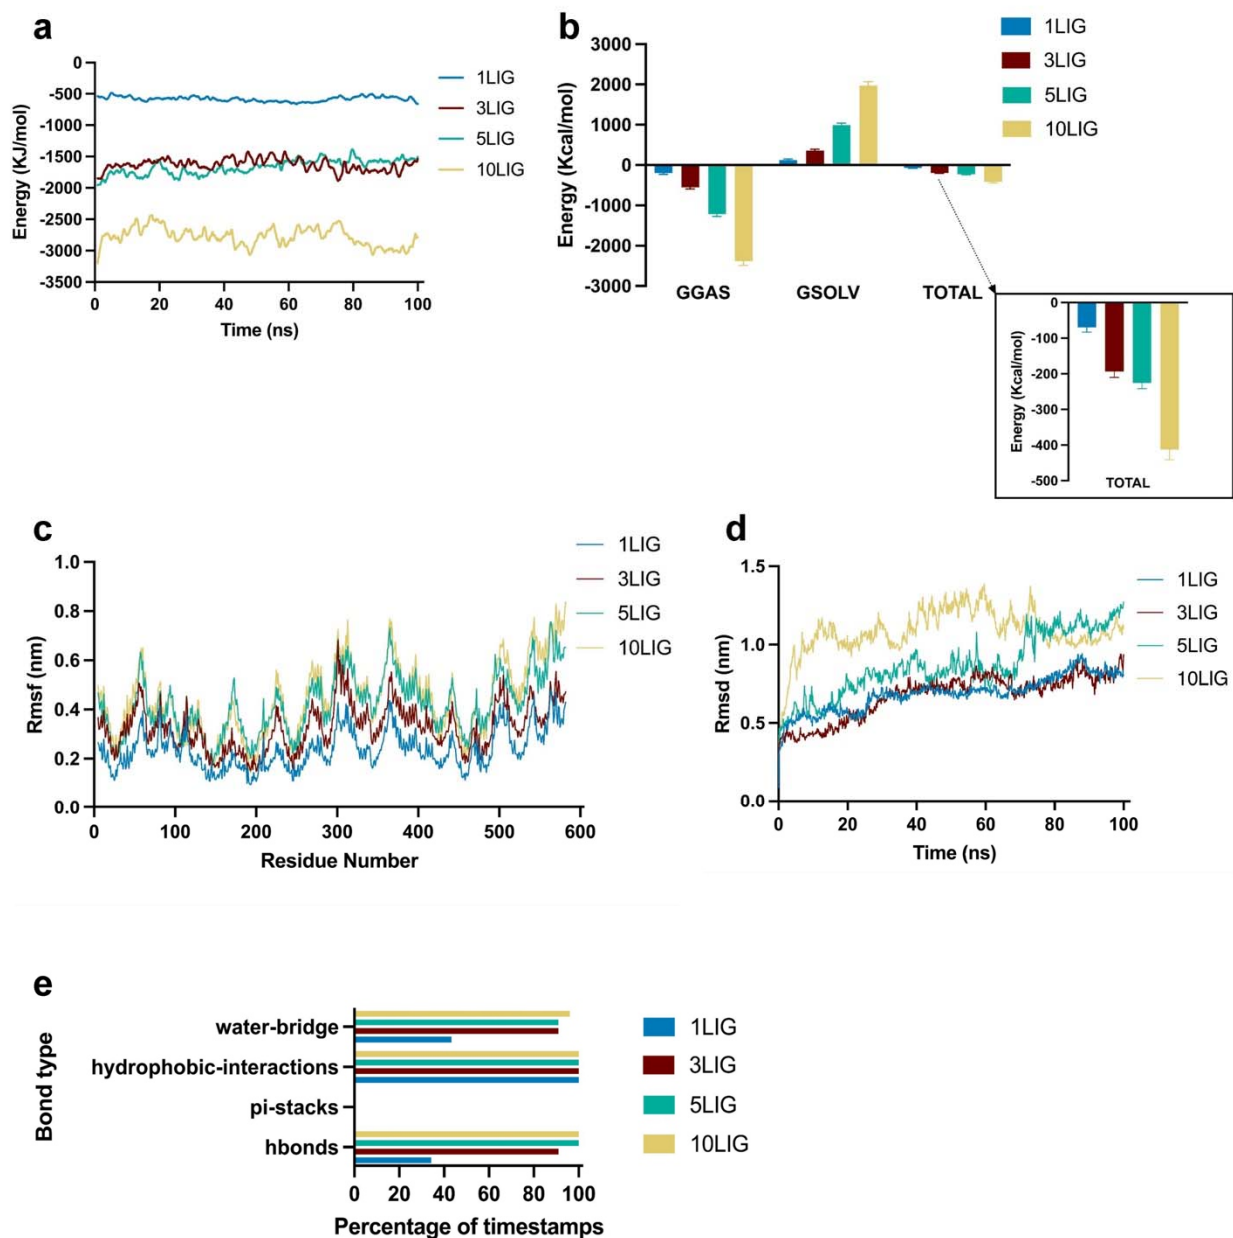 a
0
-500
-1000
-1500
-2000
-2500
-3000
-3500
Energy (KJ/mol)
0 20 40 60 80 100
Time (ns)
1LIG
3LIG
5LIG
10LIG
b
3000
2000
1000
0
-1000
-2000
-3000
Energy (Kcal/mol)
GGAS GSOLV TOTAL
1LIG
3LIG
5LIG
10LIG
0
-100
-200
-300
-400
-500
Energy (Kcal/mol)
TOTAL
c
1.0
0.8
0.6
0.4
0.2
0.0
Rmsf (nm)
0 100 200 300 400 500 600
Residue Number
1LIG
3LIG
5LIG
10LIG
d
1.5
1.0
0.5
0.0
Rmsd (nm)
0 20 40 60 80 100
Time (ns)
1LIG
3LIG
5LIG
10LIG
e
Bond type
water-bridge
hydrophobic-interactions
pi-stacks
hbonds
0 20 40 60 80 100
Percentage of timestamps
1LIG
3LIG
5LIG
10LIG